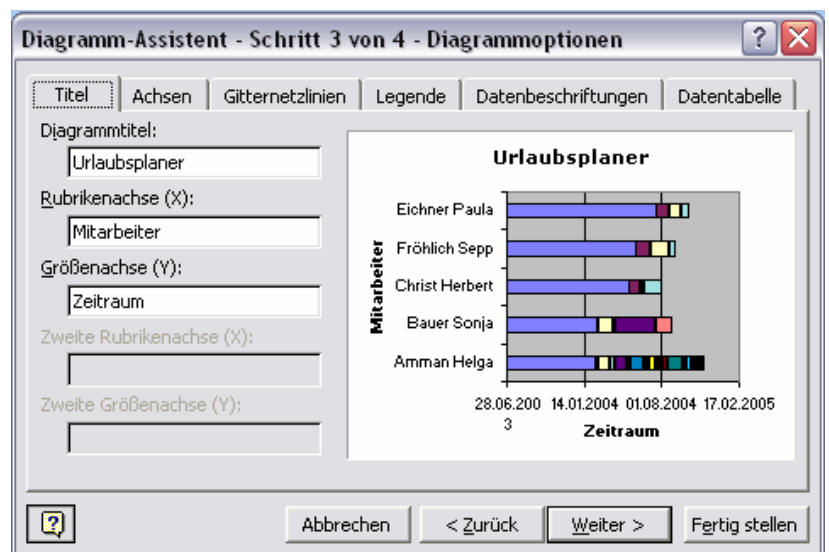 Diagramm-Assistent - Schritt 3 von 4 - Diagrammoptionen
Titel Achsen Gitternetzlinien Legende Datenbeschriftungen Datentabelle
Diagrammtitel:
Urlaubsplaner
Rubrikenachse (X):
Mitarbeiter
Größenachse (Y):
Zeitraum
Zweite Rubrikenachse (X):
Zweite Größenachse (Y):
Urlaubsplaner
Mitarbeiter
Eichner Paula
Fröhlich Sepp
Christ Herbert
Bauer Sonja
Amman Helga
28.06.200 14.01.2004 01.08.2004 17.02.2005
3
Zeitraum
? Abbrechen < Zurück Weiter > Fertig stellen